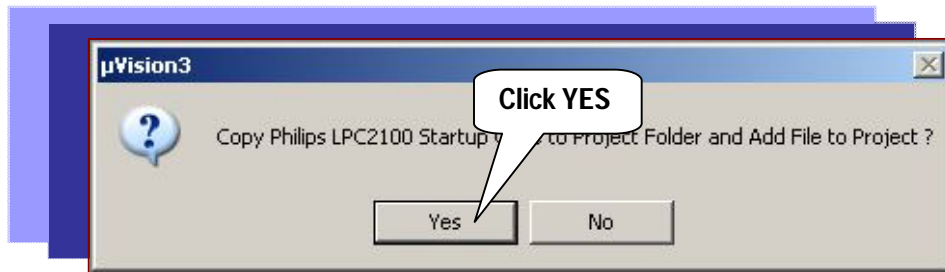 µVision3
Click YES
Copy Philips LPC2100 Startup to Project Folder and Add File to Project ?
Yes
No